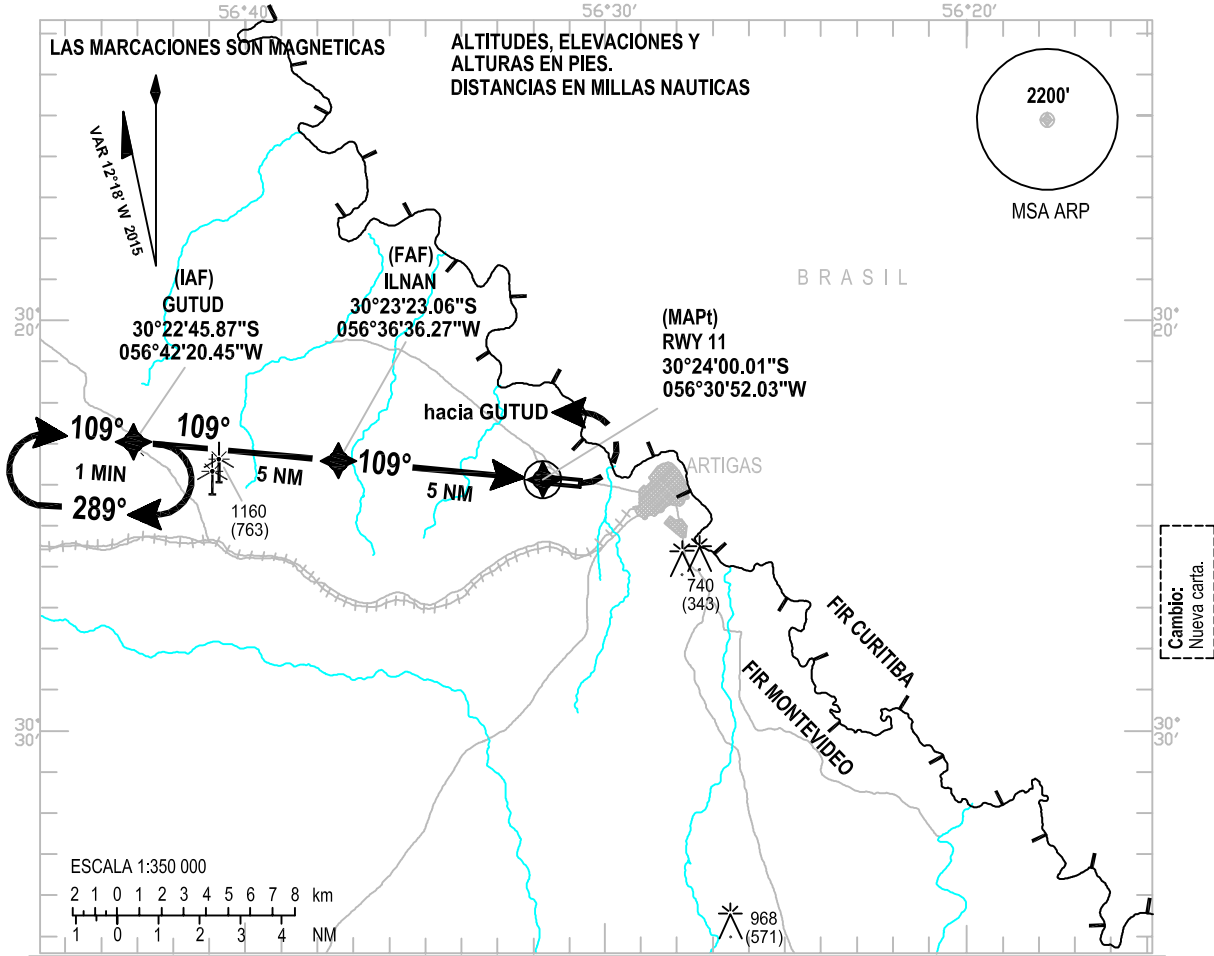 56°40'
56°30'
56°20'
LAS MARCACIONES SON MAGNETICAS
ALTITUDES, ELEVACIONES Y
ALTURAS EN PIES.
DISTANCIAS EN MILLAS NAUTICAS
2200'
MSA ARP
VAR 12°18' W 2015
BRASIL
(IAF)
GUTUD
30°22'45.87"S
056°42'20.45"W
(FAF)
ILNAN
30°23'23.06"S
056°36'36.27"W
(MAPt)
RWY 11
30°24'00.01"S
056°30'52.03"W
30°
20'
30°
20'
hacia GUTUD
109°
109°
109°
1 MIN
289°
5 NM
5 NM
ARTIGAS
1160
(763)
740
(343)
FIR CURITIBA
FIR MONTEVIDEO
Cambio:
Nueva carta.
30°
30'
30°
30'
ESCALA 1:350 000
2 1 0 1 2 3 4 5 6 7 8 km
1 0 1 2 3 4 NM
968
(571)